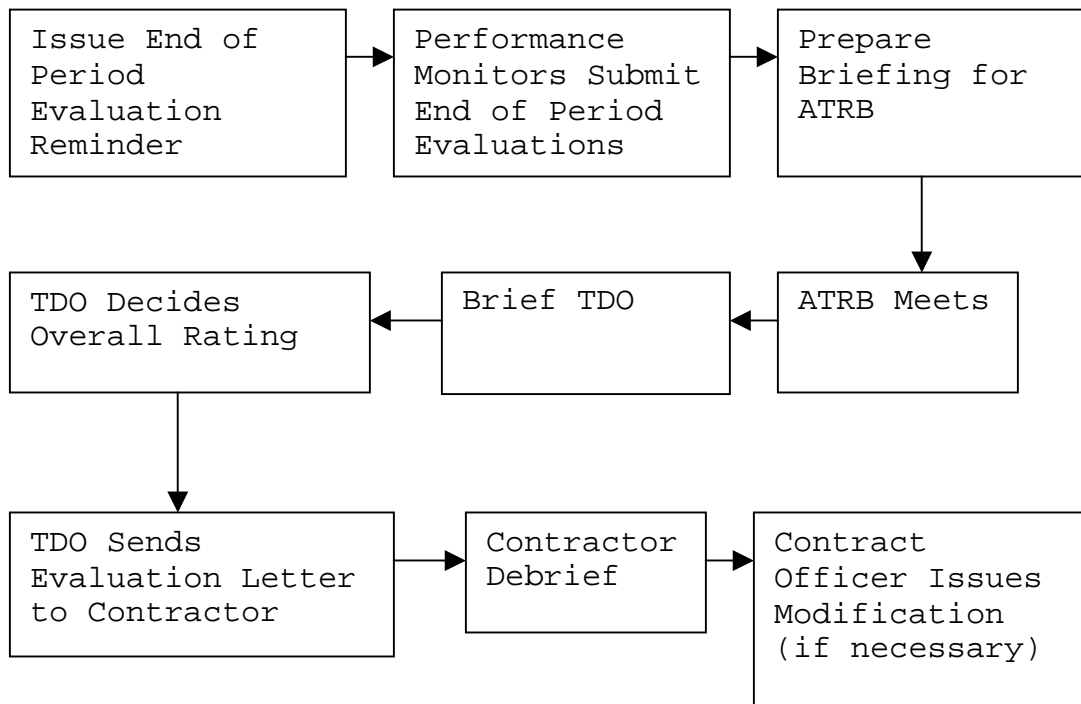 Issue End of
Period
Evaluation
Reminder
Performance
Monitors Submit
End of Period
Evaluations
Prepare
Briefing for
ATRB
ATRB Meets
Brief TDO
TDO Decides
Overall Rating
TDO Sends
Evaluation Letter
to Contractor
Contractor
Debrief
Contract
Officer Issues
Modification
(if necessary)